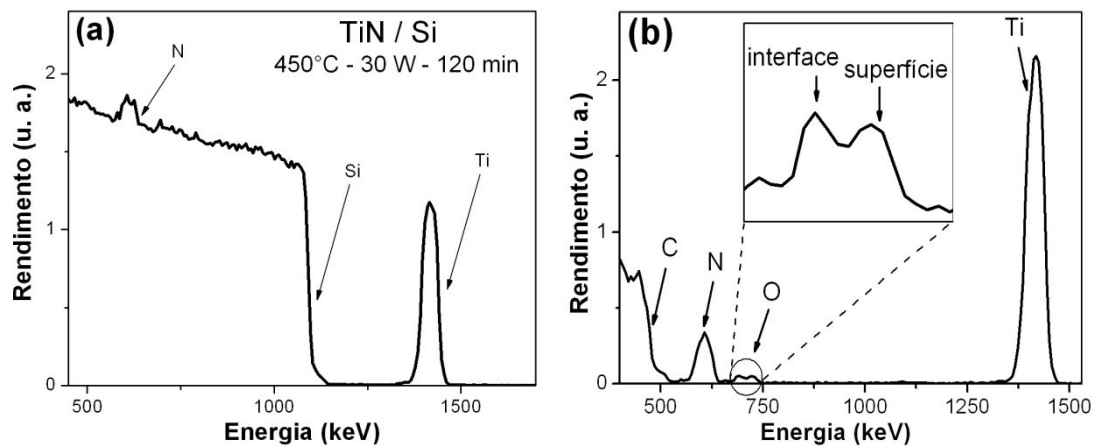 (a)
TiN / Si
450°C - 30 W - 120 min
N
Si
Ti
Rendimento (u. a.)
2
1
0
500
1000
1500
Energia (keV)
(b)
Ti
interface
superfície
C
N
O
Rendimento (u. a.)
2
1
0
500
750
1000
1250
1500
Energia (keV)